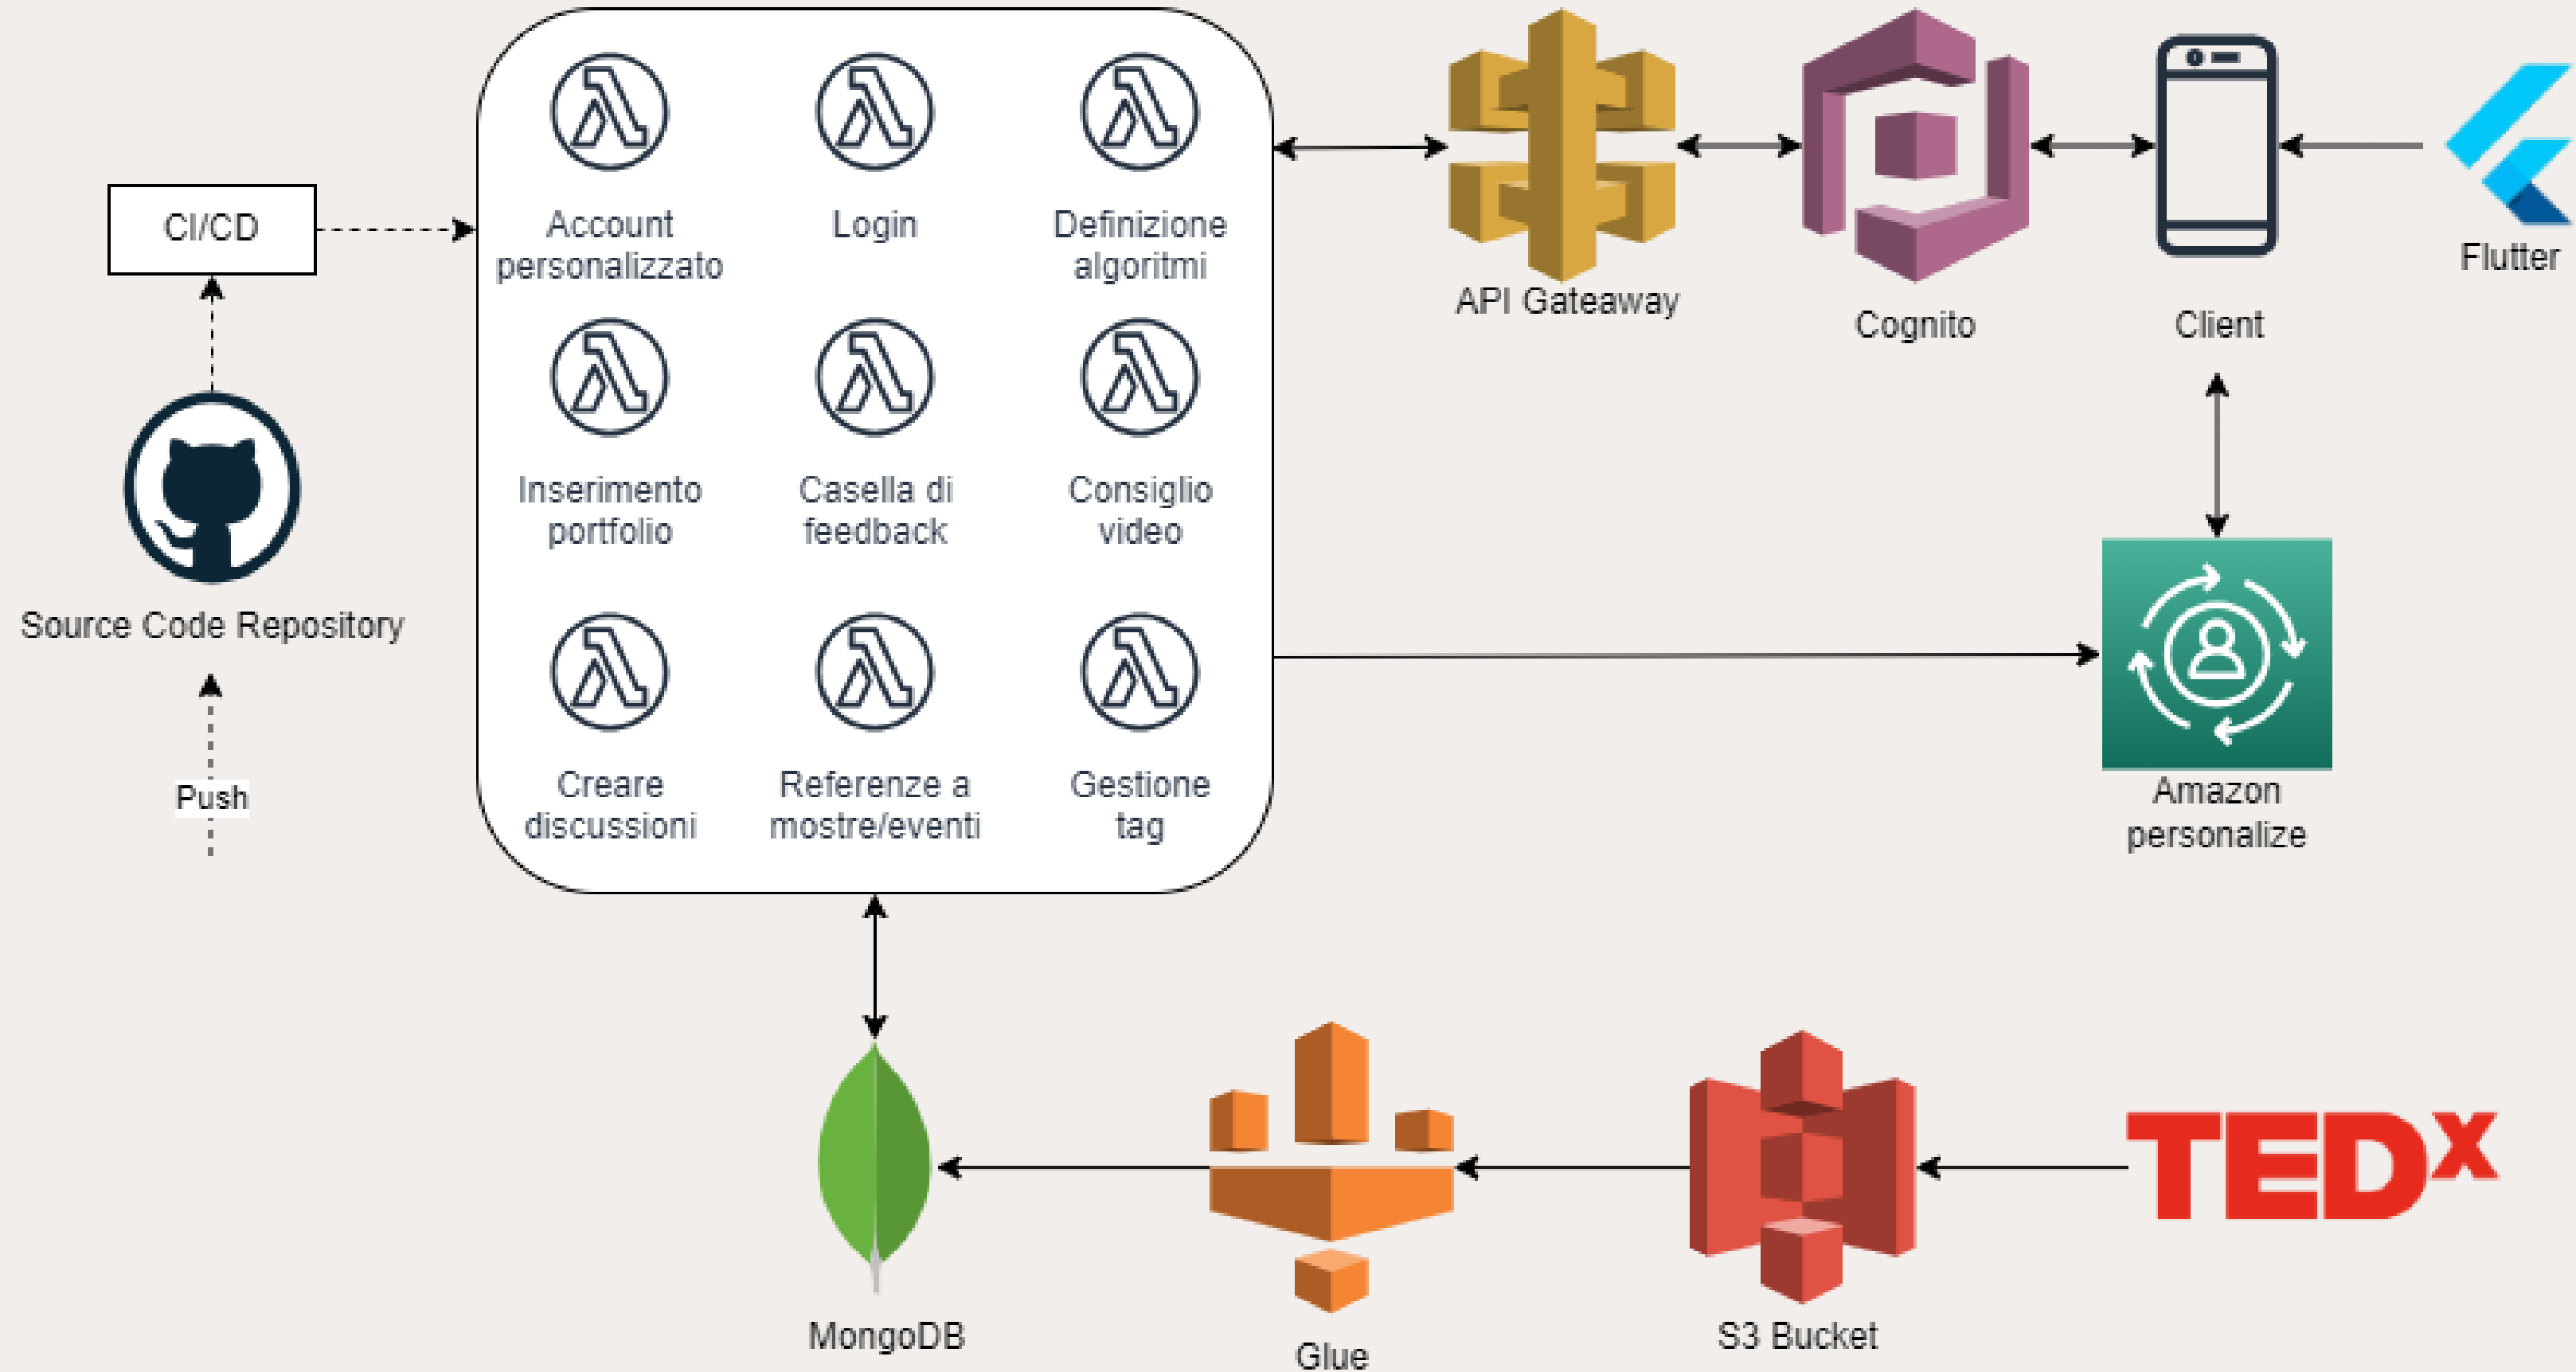 CI/CD
Source Code Repository
Push
Account
personalizzato
Login
Definizione
algoritmi
Inserimento
portfolio
Casella di
feedback
Consiglio
video
Creare
discussioni
Referenze a
mostre/eventi
Gestione
tag
API Gateaway
Cognito
Client
Flutter
Amazon
personalize
MongoDB
Glue
S3 Bucket
TEDx